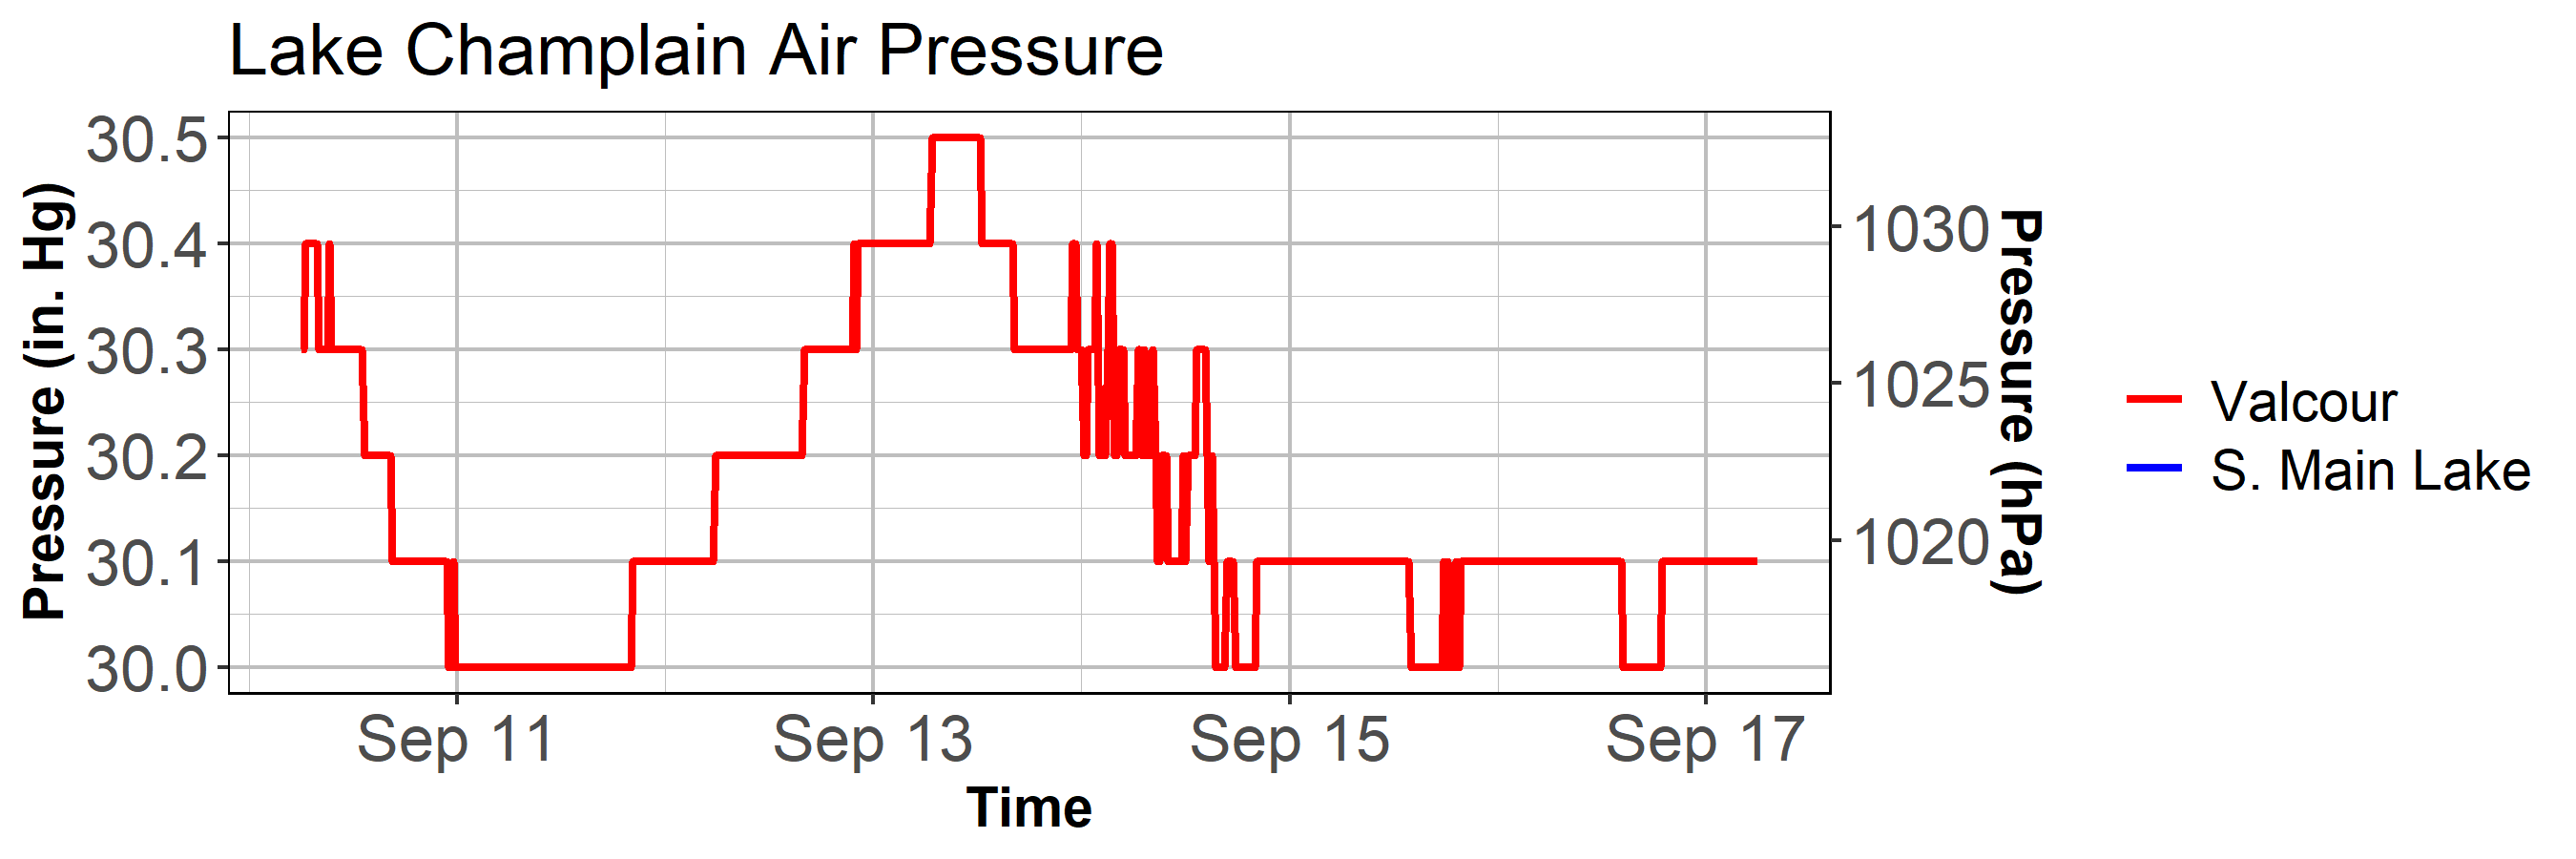 Lake Champlain Air Pressure
30.5
30.4
30.3
30.2
30.1
30.0
Pressure (in. Hg)
1030
1025
1020
Pressure (hPa)
Sep 11
Sep 13
Sep 15
Sep 17
Time
Valcour
S. Main Lake